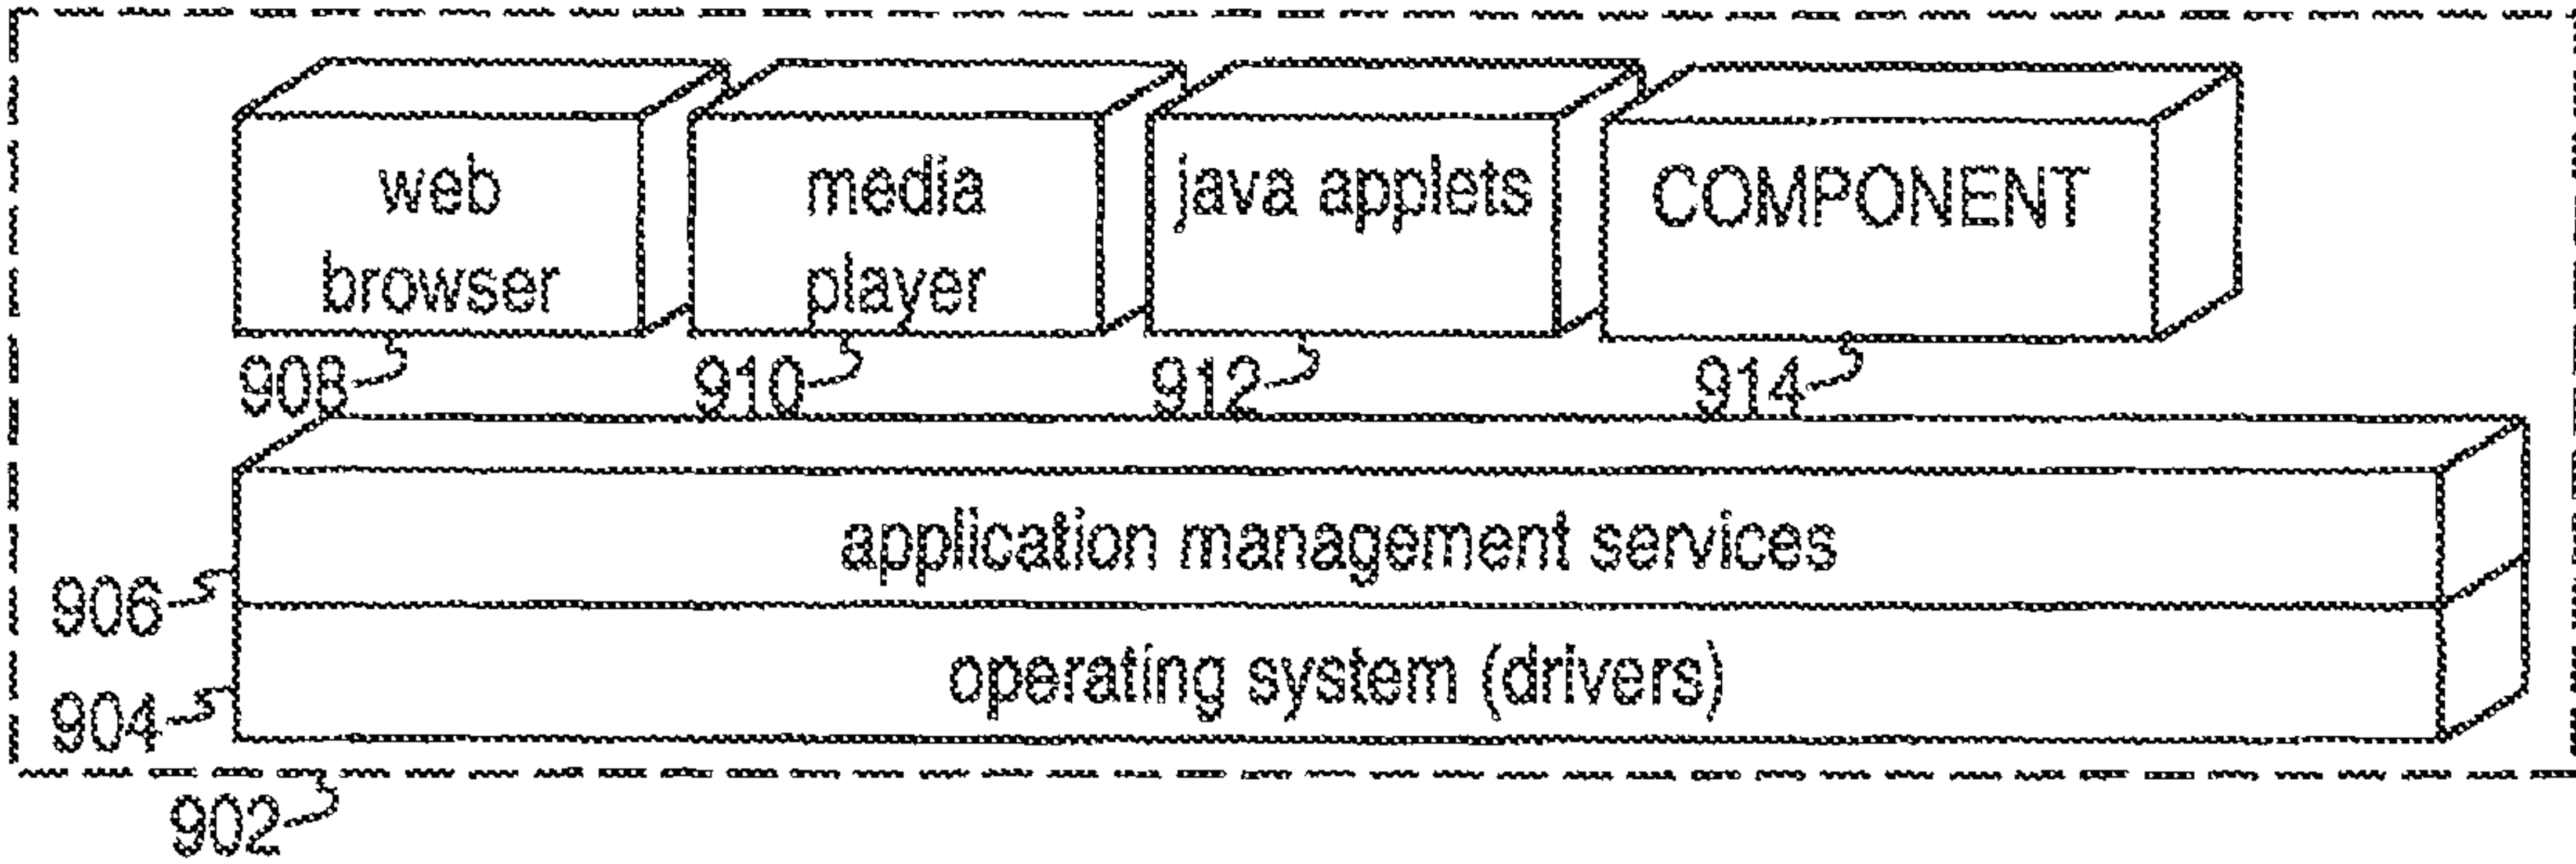 web
browser
media
player
java applets
COMPONENT
908
910
912
914
application management services
906
operating system (drivers)
904
902